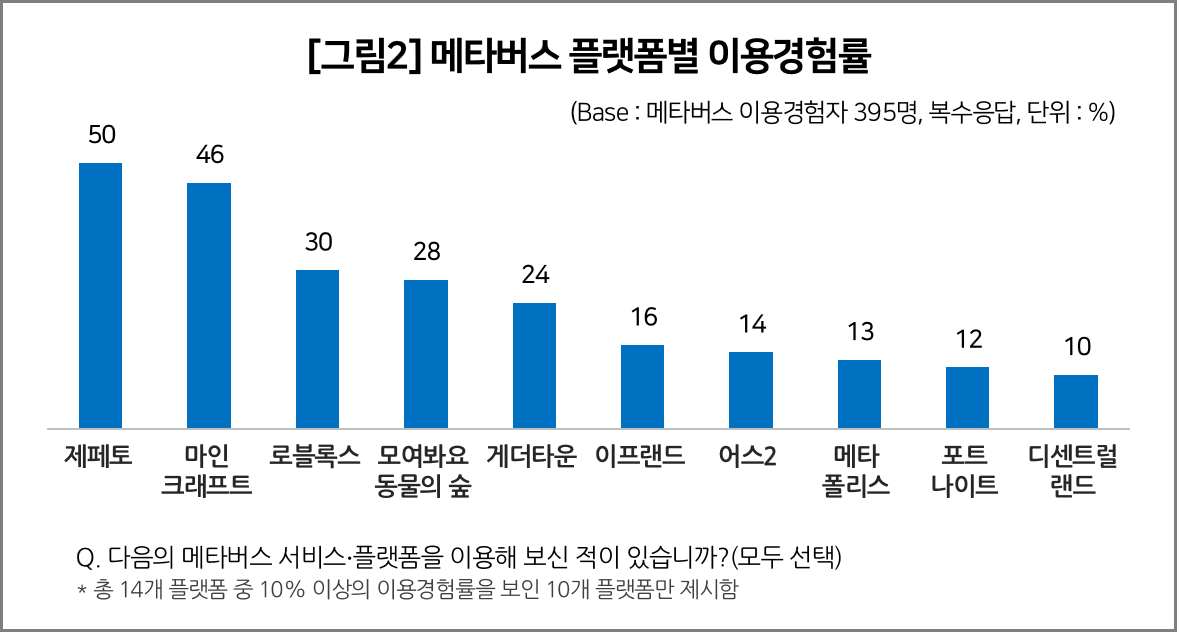 [그림2] 메타버스 플랫폼별 이용경험률
(Base : 메타버스 이용경험자 395명, 복수응답, 단위 : %)
50
46
30
28
24
16
14
13
12
10
제페토
마인
크래프트
로블록스
모여봐요
동물의 숲
게더타운
이프랜드
어스2
메타
폴리스
포트
나이트
디센트럴
랜드
Q. 다음의 메타버스 서비스·플랫폼을 이용해 보신 적이 있습니까?(모두 선택)
* 총 14개 플랫폼 중 10% 이상의 이용경험률을 보인 10개 플랫폼만 제시함